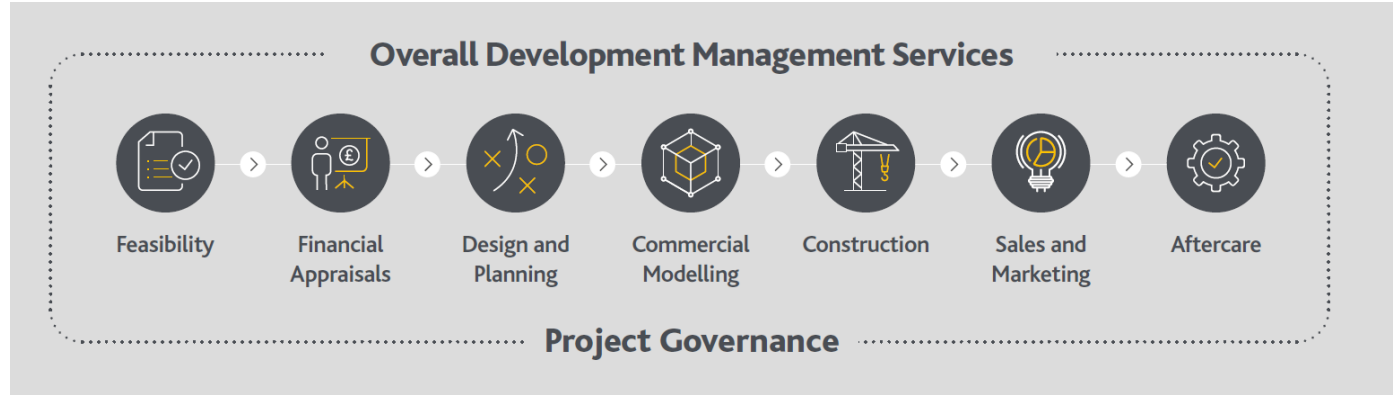 Overall Development Management Services
£
Feasibility
Financial
Appraisals
Design and
Planning
Commercial
Modelling
Construction
Sales and
Marketing
Aftercare
Project Governance